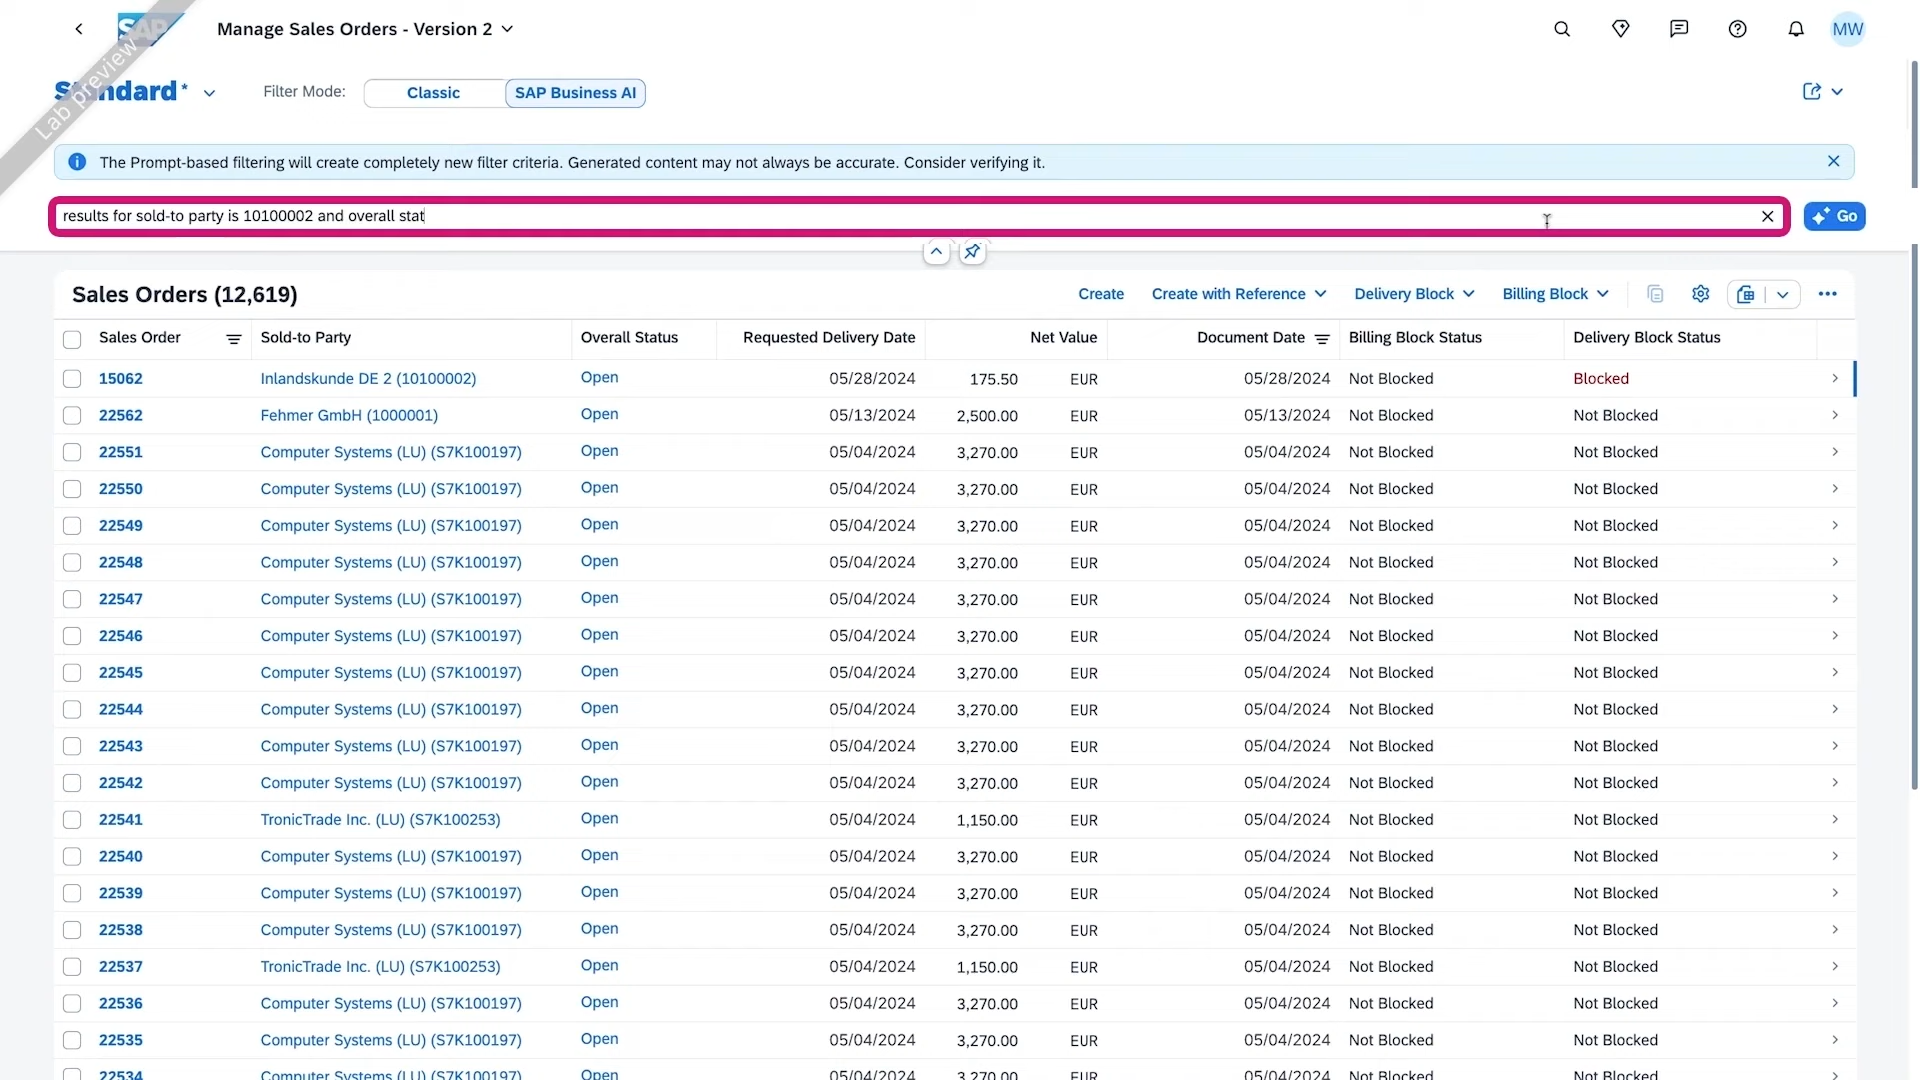 SAP Manage Sales Orders - Version 2 MW
Lab preview
Standard* Filter Mode: Classic SAP Business AI
The Prompt-based filtering will create completely new filter criteria. Generated content may not always be accurate. Consider verifying it.
results for sold-to party is 10100002 and overall stat Go
Sales Orders (12,619) Create Create with Reference Delivery Block Billing Block
Sales Order Sold-to Party Overall Status Requested Delivery Date Net Value Document Date Billing Block Status Delivery Block Status
15062 Inlandskunde DE 2 (10100002) Open 05/28/2024 175.50 EUR 05/28/2024 Not Blocked Blocked
22562 Fehmer GmbH (1000001) Open 05/13/2024 2,500.00 EUR 05/13/2024 Not Blocked Not Blocked
22551 Computer Systems (LU) (S7K100197) Open 05/04/2024 3,270.00 EUR 05/04/2024 Not Blocked Not Blocked
22550 Computer Systems (LU) (S7K100197) Open 05/04/2024 3,270.00 EUR 05/04/2024 Not Blocked Not Blocked
22549 Computer Systems (LU) (S7K100197) Open 05/04/2024 3,270.00 EUR 05/04/2024 Not Blocked Not Blocked
22548 Computer Systems (LU) (S7K100197) Open 05/04/2024 3,270.00 EUR 05/04/2024 Not Blocked Not Blocked
22547 Computer Systems (LU) (S7K100197) Open 05/04/2024 3,270.00 EUR 05/04/2024 Not Blocked Not Blocked
22546 Computer Systems (LU) (S7K100197) Open 05/04/2024 3,270.00 EUR 05/04/2024 Not Blocked Not Blocked
22545 Computer Systems (LU) (S7K100197) Open 05/04/2024 3,270.00 EUR 05/04/2024 Not Blocked Not Blocked
22544 Computer Systems (LU) (S7K100197) Open 05/04/2024 3,270.00 EUR 05/04/2024 Not Blocked Not Blocked
22543 Computer Systems (LU) (S7K100197) Open 05/04/2024 3,270.00 EUR 05/04/2024 Not Blocked Not Blocked
22542 Computer Systems (LU) (S7K100197) Open 05/04/2024 3,270.00 EUR 05/04/2024 Not Blocked Not Blocked
22541 TronicTrade Inc. (LU) (S7K100253) Open 05/04/2024 1,150.00 EUR 05/04/2024 Not Blocked Not Blocked
22540 Computer Systems (LU) (S7K100197) Open 05/04/2024 3,270.00 EUR 05/04/2024 Not Blocked Not Blocked
22539 Computer Systems (LU) (S7K100197) Open 05/04/2024 3,270.00 EUR 05/04/2024 Not Blocked Not Blocked
22538 Computer Systems (LU) (S7K100197) Open 05/04/2024 3,270.00 EUR 05/04/2024 Not Blocked Not Blocked
22537 TronicTrade Inc. (LU) (S7K100253) Open 05/04/2024 1,150.00 EUR 05/04/2024 Not Blocked Not Blocked
22536 Computer Systems (LU) (S7K100197) Open 05/04/2024 3,270.00 EUR 05/04/2024 Not Blocked Not Blocked
22535 Computer Systems (LU) (S7K100197) Open 05/04/2024 3,270.00 EUR 05/04/2024 Not Blocked Not Blocked
22534 Computer Systems (LU) (S7K100197) Open 05/04/2024 3,270.00 EUR 05/04/2024 Not Blocked Not Blocked